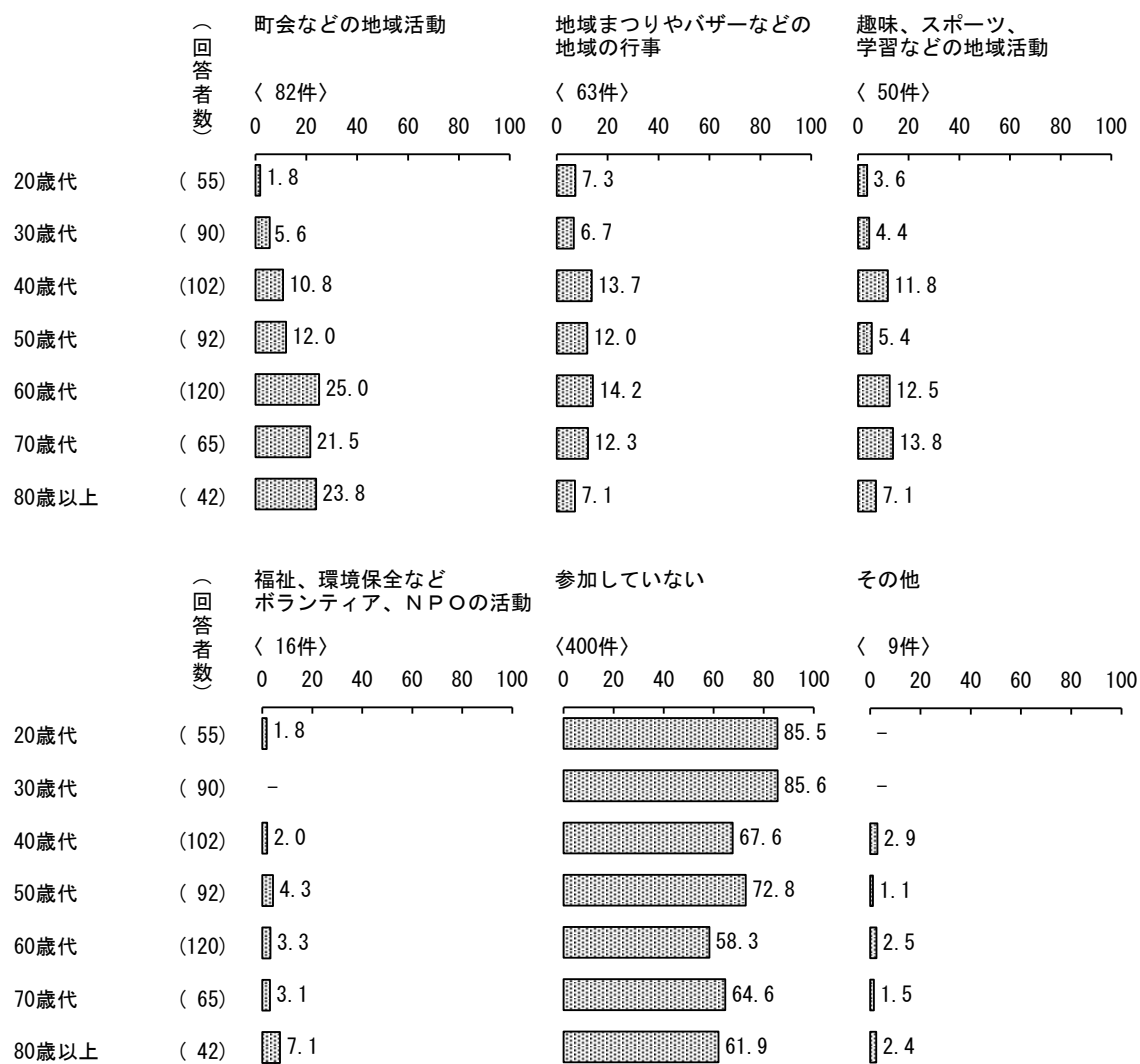 （回答者数）
町会などの地域活動
地域まつりやバザーなどの
地域の行事
趣味、スポーツ、
学習などの地域活動
〈 82件〉 〈 63件〉 〈 50件〉
0 20 40 60 80 100 0 20 40 60 80 100 0 20 40 60 80 100
20歳代 ( 55) 1.8 7.3 3.6
30歳代 ( 90) 5.6 6.7 4.4
40歳代 (102) 10.8 13.7 11.8
50歳代 ( 92) 12.0 12.0 5.4
60歳代 (120) 25.0 14.2 12.5
70歳代 ( 65) 21.5 12.3 13.8
80歳以上 ( 42) 23.8 7.1 7.1
（回答者数）
福祉、環境保全など
ボランティア、ＮＰＯの活動
参加していない
その他
〈 16件〉 〈400件〉 〈 9件〉
0 20 40 60 80 100 0 20 40 60 80 100 0 20 40 60 80 100
20歳代 ( 55) 1.8 85.5 －
30歳代 ( 90) － 85.6 －
40歳代 (102) 2.0 67.6 2.9
50歳代 ( 92) 4.3 72.8 1.1
60歳代 (120) 3.3 58.3 2.5
70歳代 ( 65) 3.1 64.6 1.5
80歳以上 ( 42) 7.1 61.9 2.4